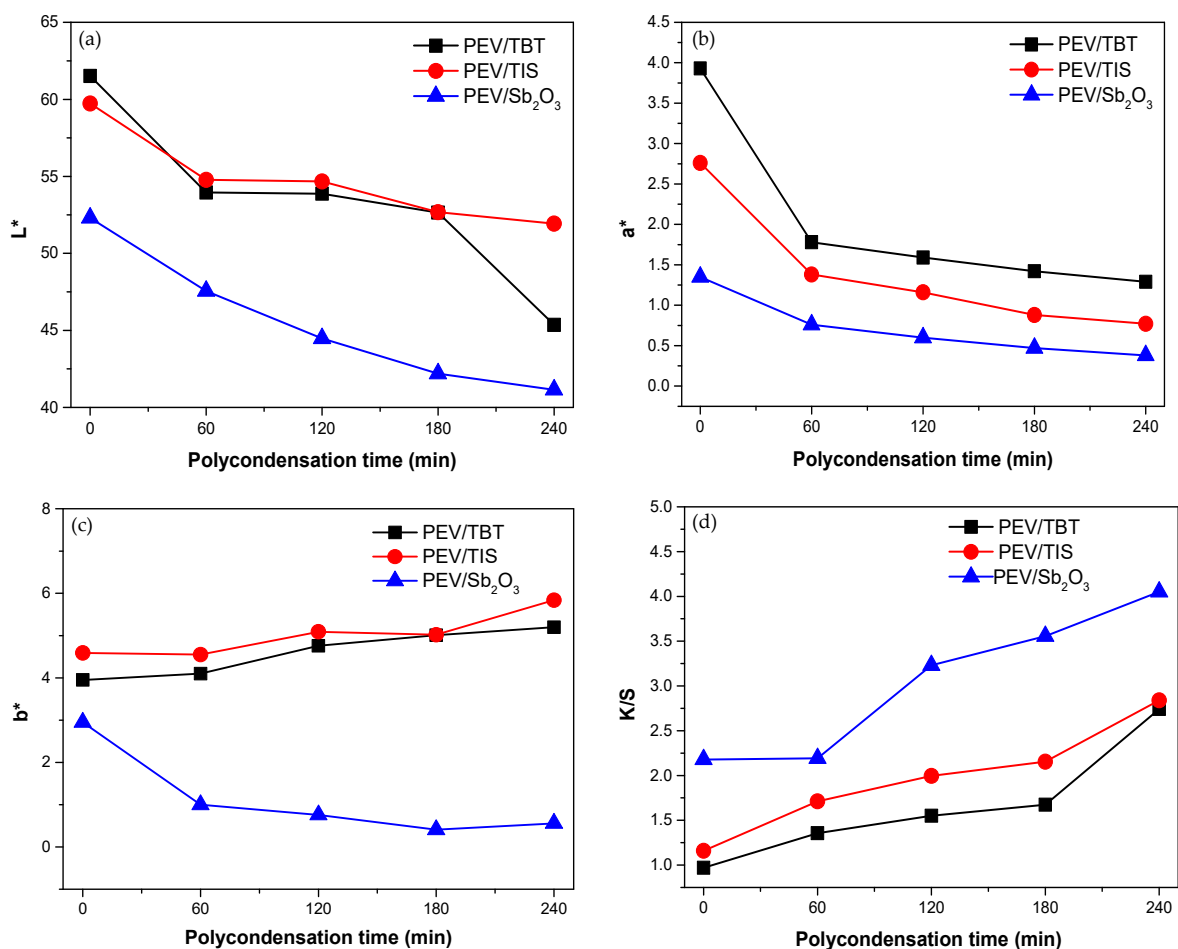 (a)
PEV/TBT
PEV/TIS
PEV/Sb₂O₃
65
60
55
50
45
40
L*
0 60 120 180 240
Polycondensation time (min)
(b)
PEV/TBT
PEV/TIS
PEV/Sb₂O₃
4.5
4.0
3.5
3.0
2.5
2.0
1.5
1.0
0.5
0.0
a*
0 60 120 180 240
Polycondensation time (min)
(c)
PEV/TBT
PEV/TIS
PEV/Sb₂O₃
8
6
4
2
0
b*
0 60 120 180 240
Polycondensation time (min)
(d)
PEV/TBT
PEV/TIS
PEV/Sb₂O₃
5.0
4.5
4.0
3.5
3.0
2.5
2.0
1.5
1.0
K/S
0 60 120 180 240
Polycondensation time (min)